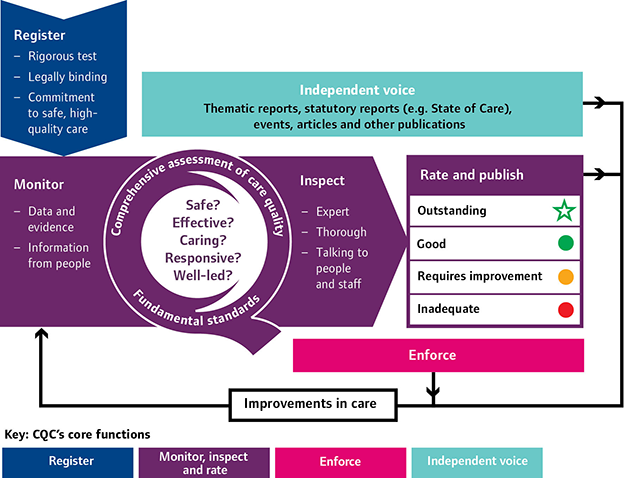 Register
– Rigorous test
– Legally binding
– Commitment
to safe, high-
quality care
Independent voice
Thematic reports, statutory reports (e.g. State of Care),
events, articles and other publications
Monitor
– Data and
evidence
– Information
from people
Comprehensive assessment of care quality
Safe?
Effective?
Caring?
Responsive?
Well-led?
Fundamental standards
Inspect
– Expert
– Thorough
– Talking to
people
and staff
Rate and publish
Outstanding
Good
Requires improvement
Inadequate
Enforce
Improvements in care
Key: CQC's core functions
Register
Monitor, inspect
and rate
Enforce
Independent voice